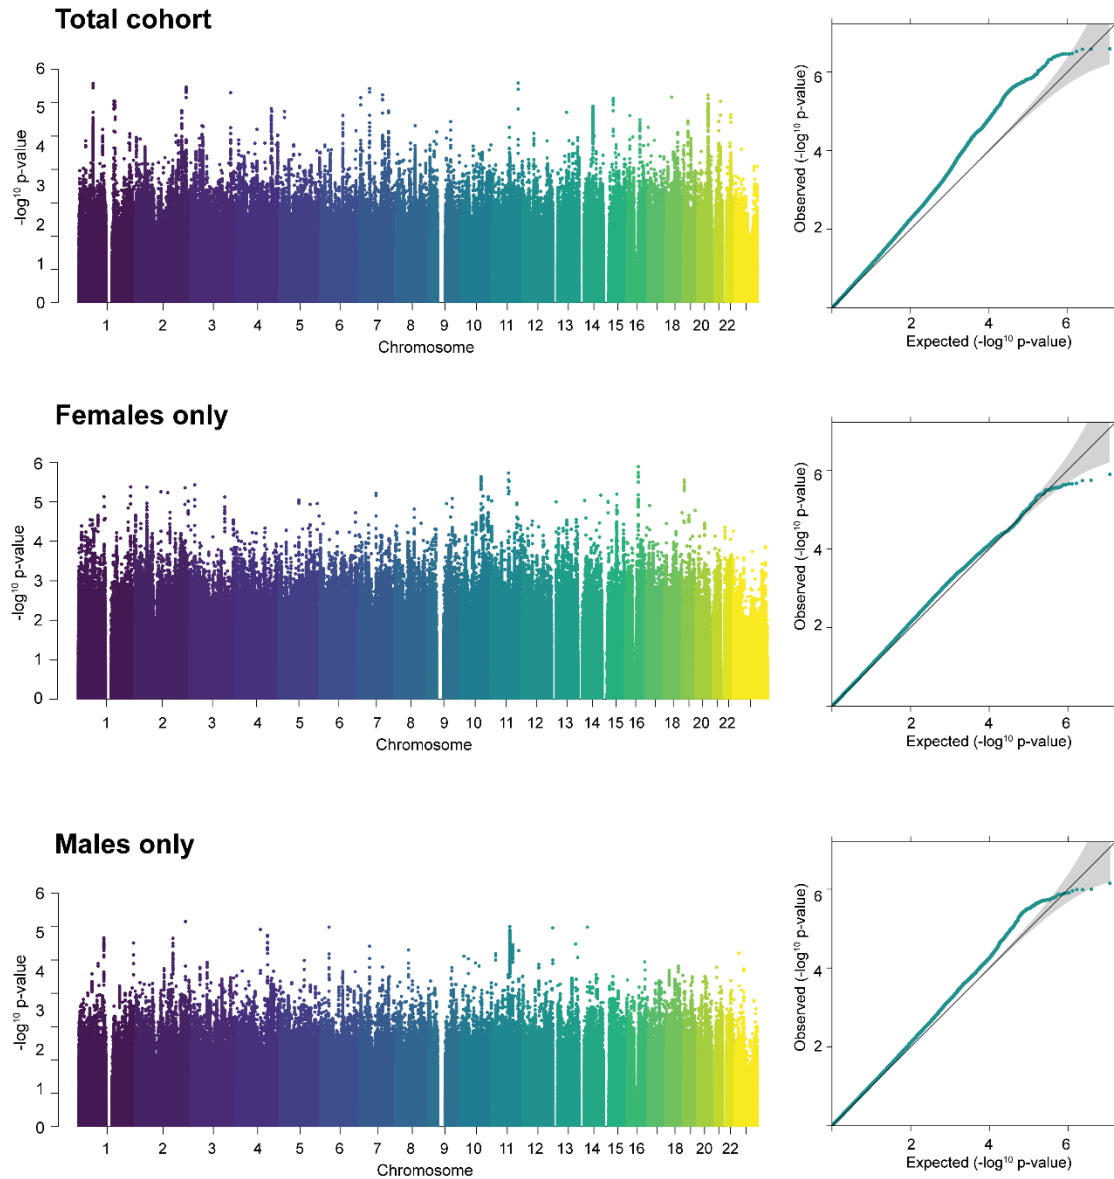 Total cohort
6
5
4
3
2
1
0
-log¹⁰ p-value
1 2 3 4 5 6 7 8 9 10 11 12 13 14 15 16 18 20 22
Chromosome
6
4
2
Observed (-log¹⁰ p-value)
2 4 6
Expected (-log¹⁰ p-value)
Females only
6
5
4
3
2
1
0
-log¹⁰ p-value
1 2 3 4 5 6 7 8 9 10 11 12 13 14 15 16 18 20 22
Chromosome
6
4
2
Observed (-log¹⁰ p-value)
2 4 6
Expected (-log¹⁰ p-value)
Males only
6
5
4
3
2
1
0
-log¹⁰ p-value
1 2 3 4 5 6 7 8 9 10 11 12 13 14 15 16 18 20 22
Chromosome
6
4
2
Observed (-log¹⁰ p-value)
2 4 6
Expected (-log¹⁰ p-value)